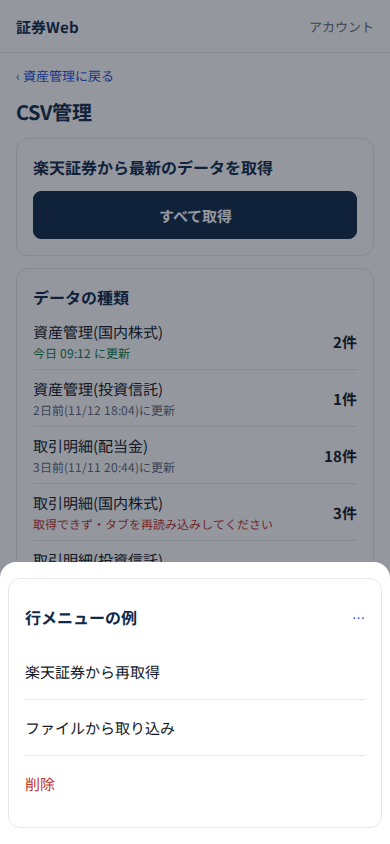 証券Web
アカウント
‹ 資産管理に戻る
CSV管理
楽天証券から最新のデータを取得
すべて取得
データの種類
資産管理(国内株式)
今日 09:12 に更新
2件
資産管理(投資信託)
2日前(11/12 18:04)に更新
1件
取引明細(配当金)
3日前(11/11 20:44)に更新
18件
取引明細(国内株式)
取得できず・タブを再読み込みしてください
3件
取引明細(投資信託)
行メニューの例
…
楽天証券から再取得
ファイルから取り込み
削除